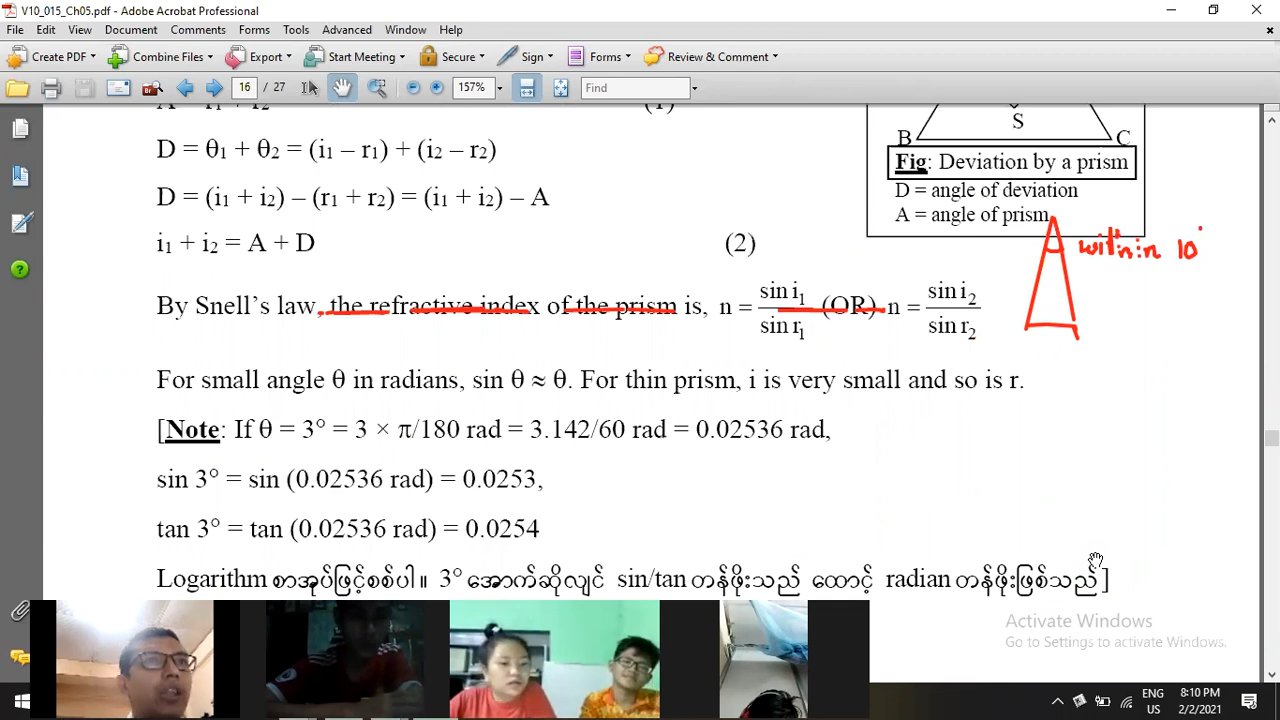 V10_015_Ch05.pdf - Adobe Acrobat Professional
File Edit View Document Comments Forms Tools Advanced Window Help
Create PDF Combine Files Export Start Meeting Secure Sign Forms Review & Comment
16 / 27 157% Find
(1)
D = θ1 + θ2 = (i1 – r1) + (i2 – r2)
D = (i1 + i2) – (r1 + r2) = (i1 + i2) – A
i1 + i2 = A + D (2)
S
B C
Fig: Deviation by a prism
D = angle of deviation
A = angle of prism
within 10°
By Snell's law, the refractive index of the prism is, n = sin i1 / sin r1 (OR) n = sin i2 / sin r2
For small angle θ in radians, sin θ ≈ θ. For thin prism, i is very small and so is r.
[Note: If θ = 3° = 3 × π/180 rad = 3.142/60 rad = 0.02536 rad,
sin 3° = sin (0.02536 rad) = 0.0253,
tan 3° = tan (0.02536 rad) = 0.0254
Logarithm စာအုပ်ဖြင့်စစ်ပါ။ 3° အောက်ဆိုလျှင် sin/tan တန်ဖိုးသည် ထောင့် radian တန်ဖိုးဖြစ်သည်]
Activate Windows
Go to Settings to activate Windows.
ENG
US
8:10 PM
2/2/2021